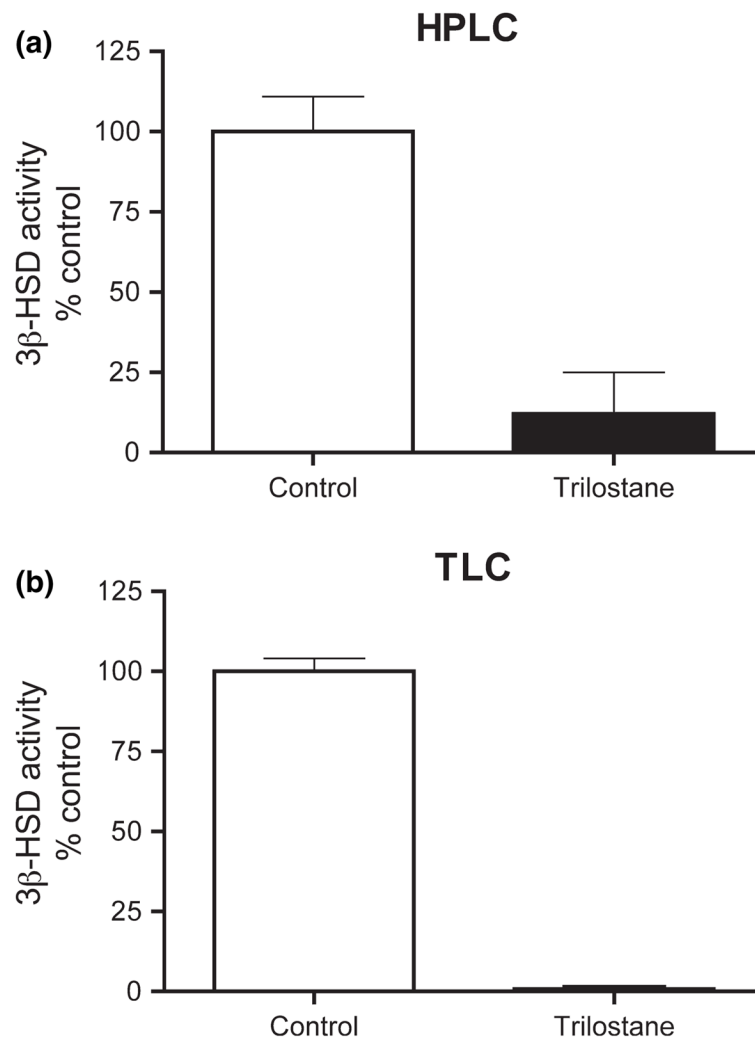 (a)
HPLC
3β-HSD activity
% control
125
100
75
50
25
0
Control Trilostane
(b)
TLC
3β-HSD activity
% control
125
100
75
50
25
0
Control Trilostane